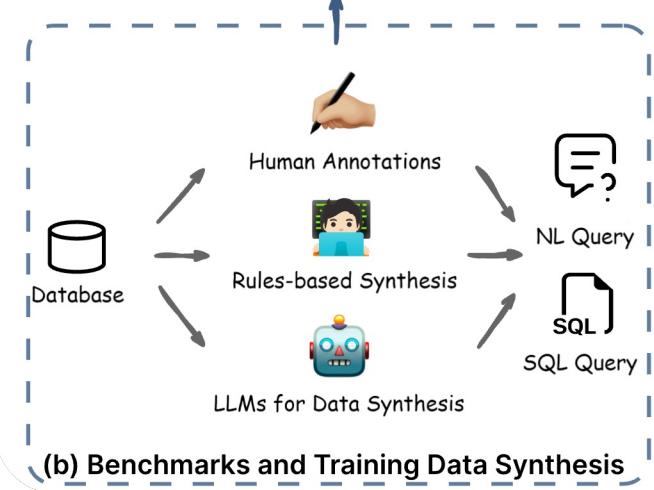 Human Annotations
NL Query
Rules-based Synthesis
Database
SQL
SQL Query
LLMs for Data Synthesis
(b) Benchmarks and Training Data Synthesis